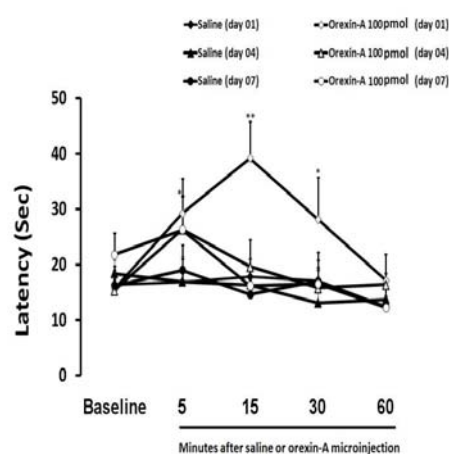 Saline (day 01)
Orexin-A 100pmol (day 01)
Saline (day 04)
Orexin-A 100pmol (day 04)
Saline (day 07)
Orexin-A 100pmol (day 07)
Latency (Sec)
50
40
30
20
10
0
**
*
*
Baseline 5 15 30 60
Minutes after saline or orexin-A microinjection